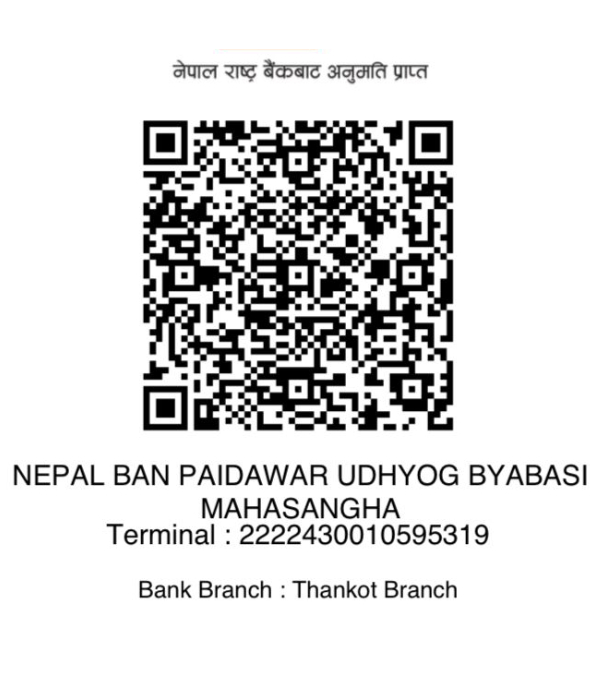 नेपाल राष्ट्र बैंकबाट अनुमति प्राप्त
NEPAL BAN PAIDAWAR UDHYOG BYABASI
MAHASANGHA
Terminal : 2222430010595319
Bank Branch : Thankot Branch